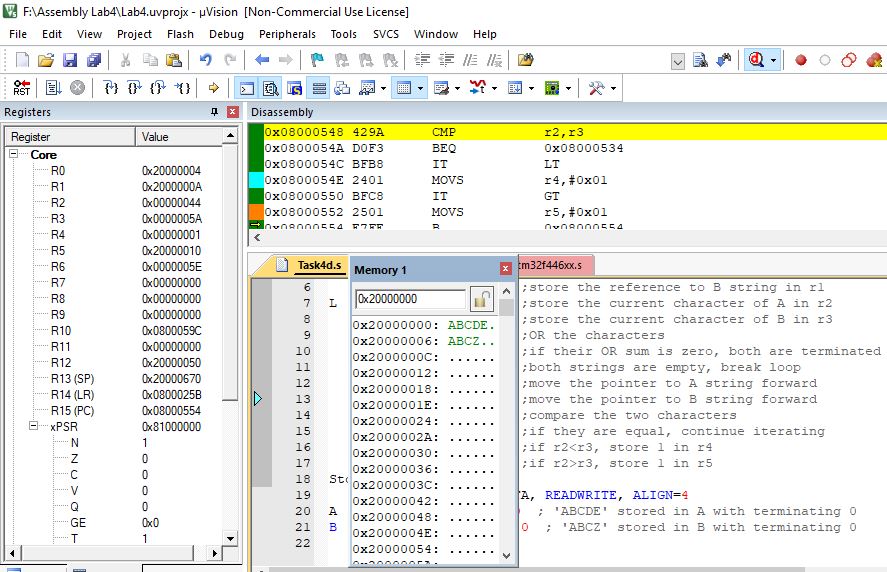 F:\Assembly Lab4\Lab4.uvprojx - µVision [Non-Commercial Use License]
File Edit View Project Flash Debug Peripherals Tools SVCS Window Help
RST
Registers
Register Value
Core
R0 0x20000004
R1 0x2000000A
R2 0x00000044
R3 0x0000005A
R4 0x00000001
R5 0x20000010
R6 0x0000005E
R7 0x00000000
R8 0x00000000
R9 0x00000000
R10 0x0800059C
R11 0x00000000
R12 0x20000050
R13 (SP) 0x20000670
R14 (LR) 0x0800025B
R15 (PC) 0x08000554
xPSR 0x81000000
N 1
Z 0
C 0
V 0
Q 0
GE 0x0
T 1
Disassembly
0x08000548 429A CMP r2,r3
0x0800054A D0F3 BEQ 0x08000534
0x0800054C BFB8 IT LT
0x0800054E 2401 MOVS r4,#0x01
0x08000550 BFC8 IT GT
0x08000552 2501 MOVS r5,#0x01
0x08000554 E7FE B 0x08000554
Task4d.s
tm32f446xx.s
6 ;store the reference to B string in r1
7 L ;store the current character of A in r2
8 ;store the current character of B in r3
9 ;OR the characters
10 ;if their OR sum is zero, both are terminated
11 ;both strings are empty, break loop
12 ;move the pointer to A string forward
13 ;move the pointer to B string forward
14 ;compare the two characters
15 ;if they are equal, continue iterating
16 ;if r2<r3, store 1 in r4
17 ;if r2>r3, store 1 in r5
18 Sto
19 TA, READWRITE, ALIGN=4
20 A ; 'ABCDE' stored in A with terminating 0
21 B 0 ; 'ABCZ' stored in B with terminating 0
22
Memory 1
0x20000000
0x20000000: ABCDE.
0x20000006: ABCZ..
0x2000000C: ......
0x20000012: ......
0x20000018: ......
0x2000001E: ......
0x20000024: ......
0x2000002A: ......
0x20000030: ......
0x20000036: ......
0x2000003C: ......
0x20000042: ......
0x20000048: ......
0x2000004E: ......
0x20000054: ......
0x2000005A: ......